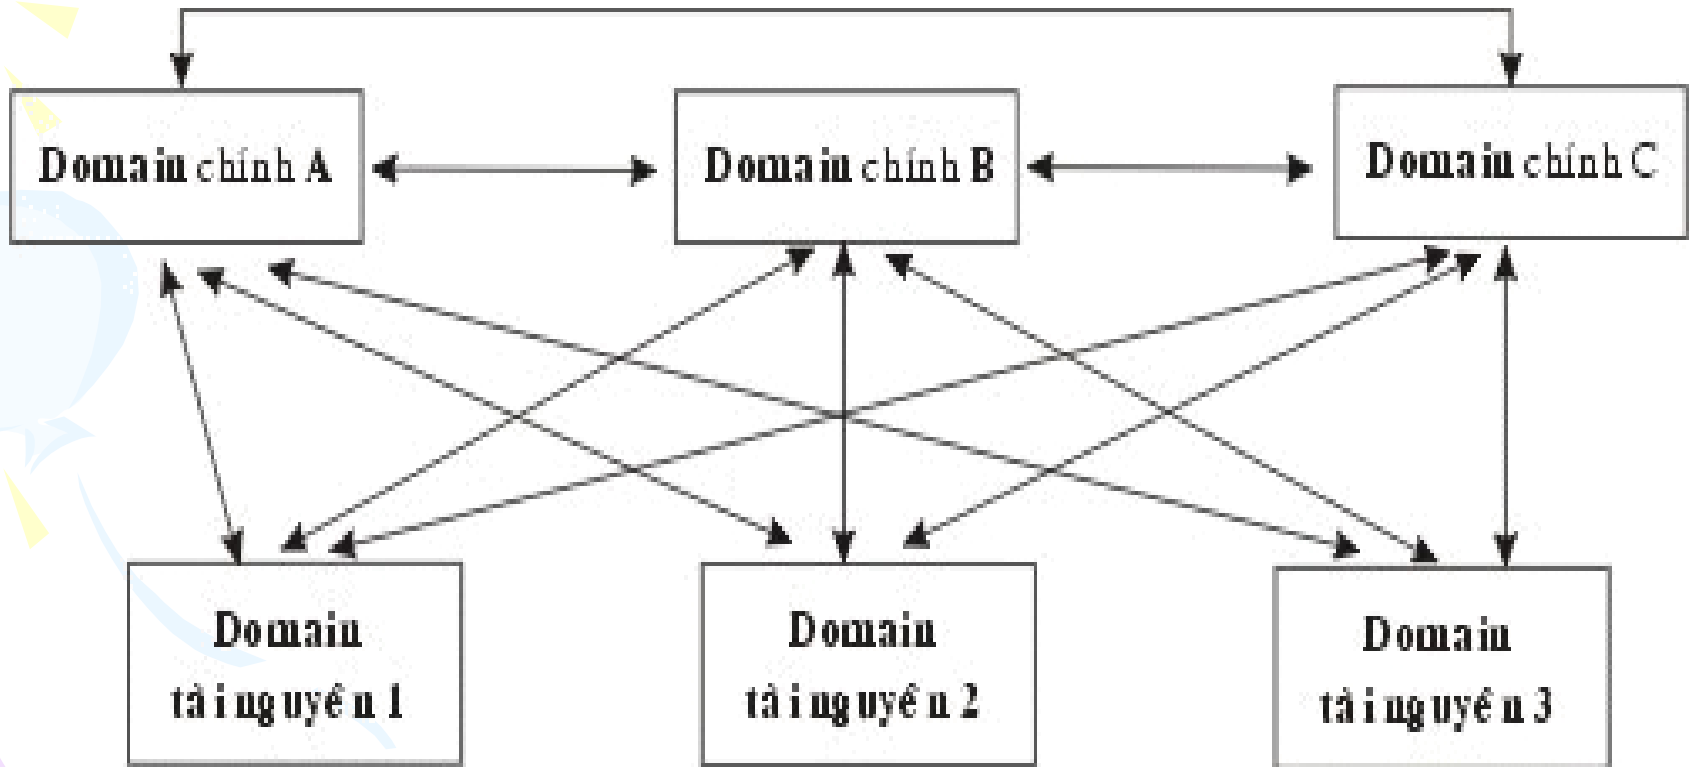 Domain chính A
Domain chính B
Domain chính C
Domain
tài nguyên 1
Domain
tài nguyên 2
Domain
tài nguyên 3